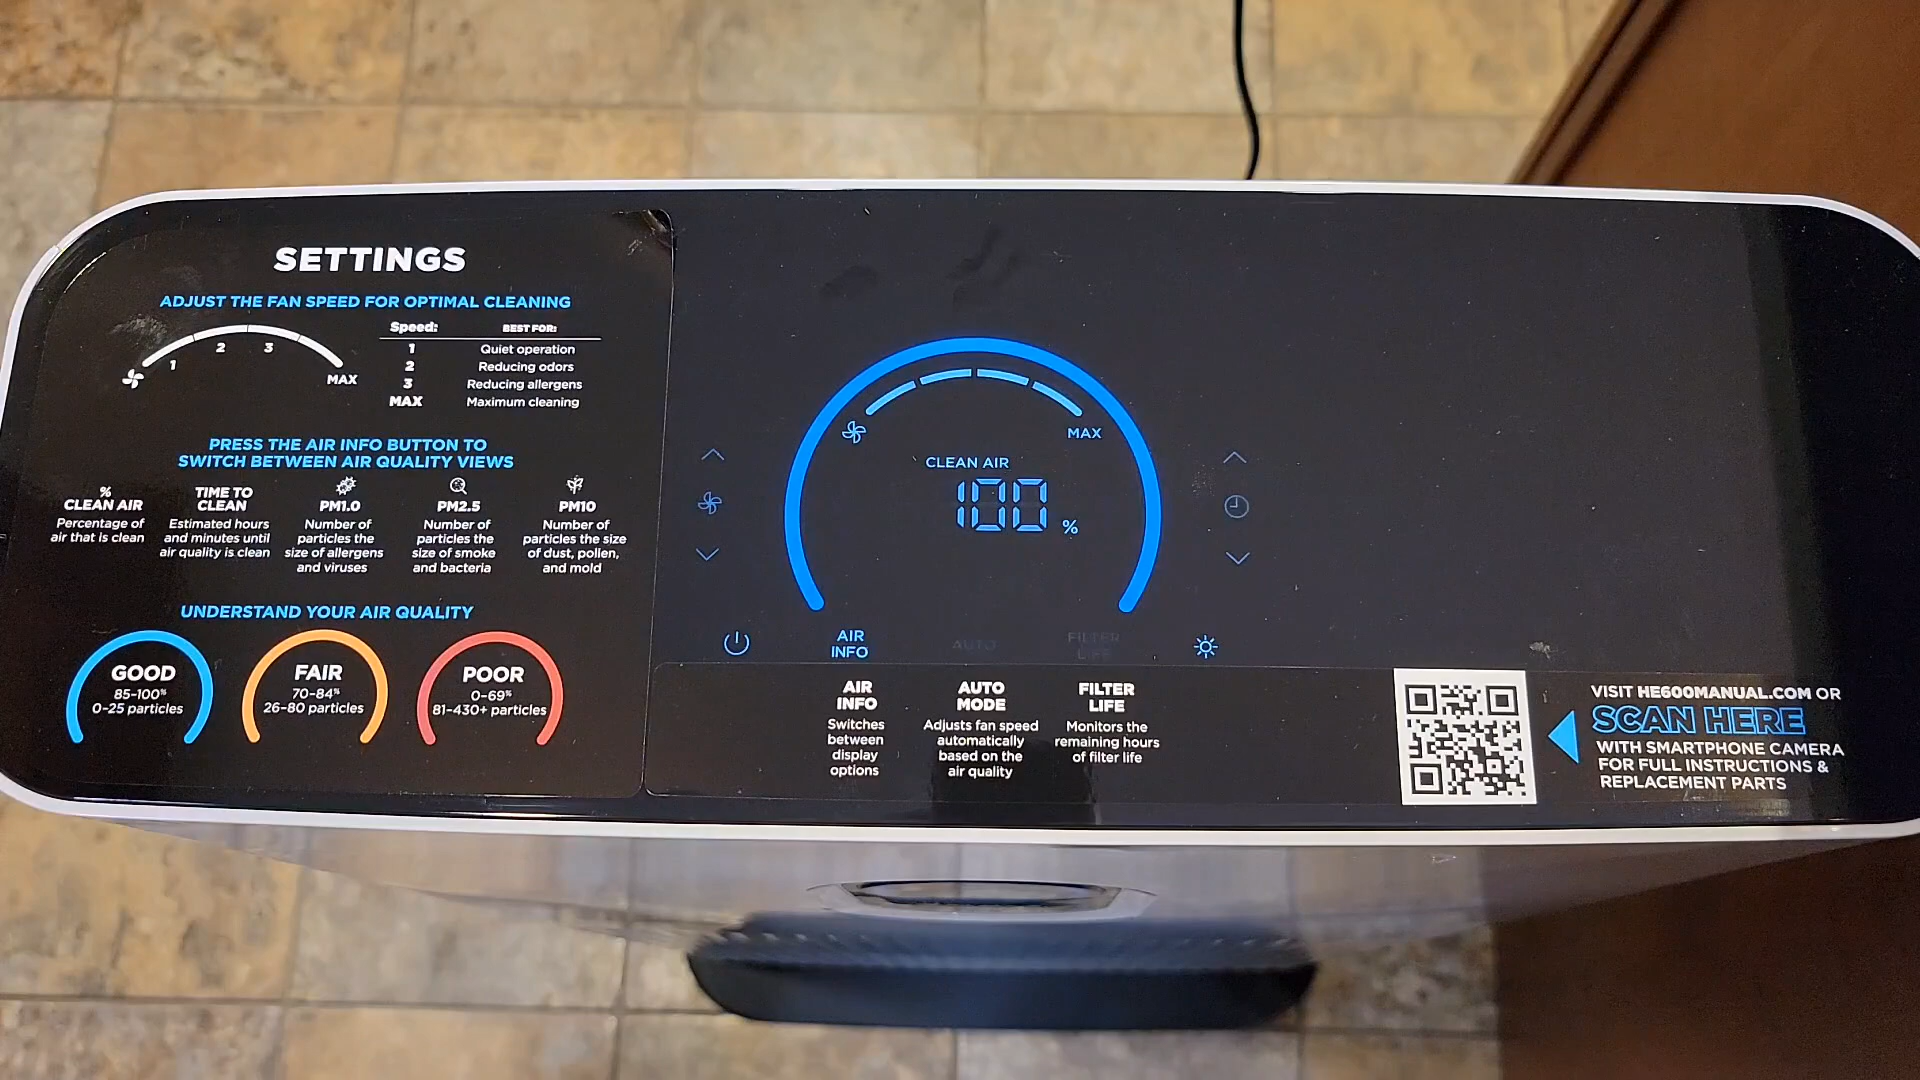 SETTINGS
ADJUST THE FAN SPEED FOR OPTIMAL CLEANING
1 2 3 MAX
Speed: BEST FOR:
1 Quiet operation
2 Reducing odors
3 Reducing allergens
MAX Maximum cleaning
PRESS THE AIR INFO BUTTON TO
SWITCH BETWEEN AIR QUALITY VIEWS
%
CLEAN AIR
Percentage of
air that is clean
TIME TO
CLEAN
Estimated hours
and minutes until
air quality is clean
PM1.0
Number of
particles the
size of allergens
and viruses
PM2.5
Number of
particles the
size of smoke
and bacteria
PM10
Number of
particles the size
of dust, pollen,
and mold
UNDERSTAND YOUR AIR QUALITY
GOOD
85-100%
0-25 particles
FAIR
70-84%
26-80 particles
POOR
0-69%
81-430+ particles
MAX
CLEAN AIR
100 %
AIR
INFO
AUTO
FILTER
LIFE
AIR
INFO
Switches
between
display
options
AUTO
MODE
Adjusts fan speed
automatically
based on the
air quality
FILTER
LIFE
Monitors the
remaining hours
of filter life
VISIT HE600MANUAL.COM OR
SCAN HERE
WITH SMARTPHONE CAMERA
FOR FULL INSTRUCTIONS &
REPLACEMENT PARTS